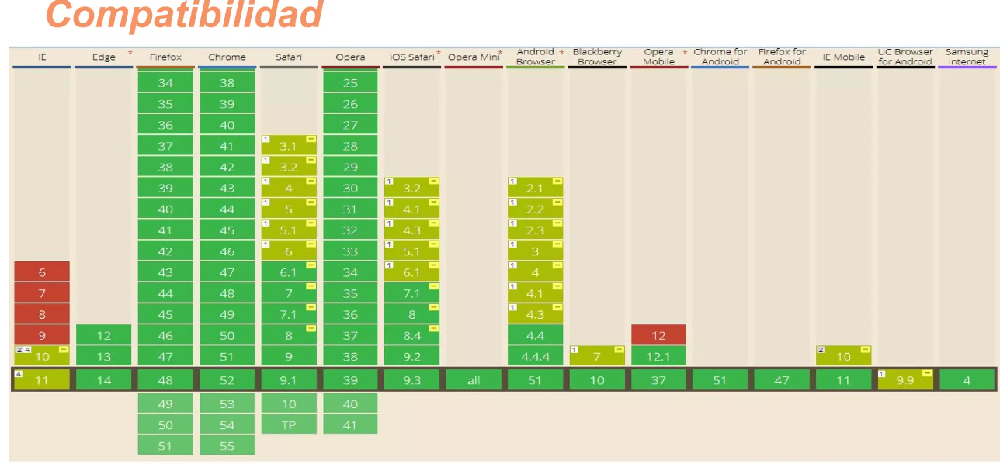 Compatibilidad
IE Edge * Firefox Chrome Safari Opera iOS Safari * Opera Mini * Android Browser * Blackberry Browser Opera Mobile * Chrome for Android Firefox for Android IE Mobile UC Browser for Android Samsung Internet
34 38 25
35 39 26
36 40 27
37 41 1 3.1 - 28
38 42 1 3.2 - 29
39 43 1 4 - 30 1 3.2 - 1 2.1 -
40 44 1 5 - 31 1 4.1 - 1 2.2 -
41 45 1 5.1 - 32 1 4.3 - 1 2.3 -
42 46 1 6 - 33 1 5.1 - 1 3 -
6 43 47 6.1 - 34 1 6.1 - 1 4 -
7 44 48 7 - 35 7.1 - 1 4.1 -
8 45 49 7.1 - 36 8 - 1 4.3 -
9 12 46 50 8 - 37 8.4 - 4.4 12
2 4 10 - 13 47 51 9 38 9.2 4.4.4 1 7 - 12.1 2 10 -
4 11 14 48 52 9.1 39 9.3 all 51 10 37 51 47 11 1 9.9 - 4
49 53 10 40
50 54 TP 41
51 55